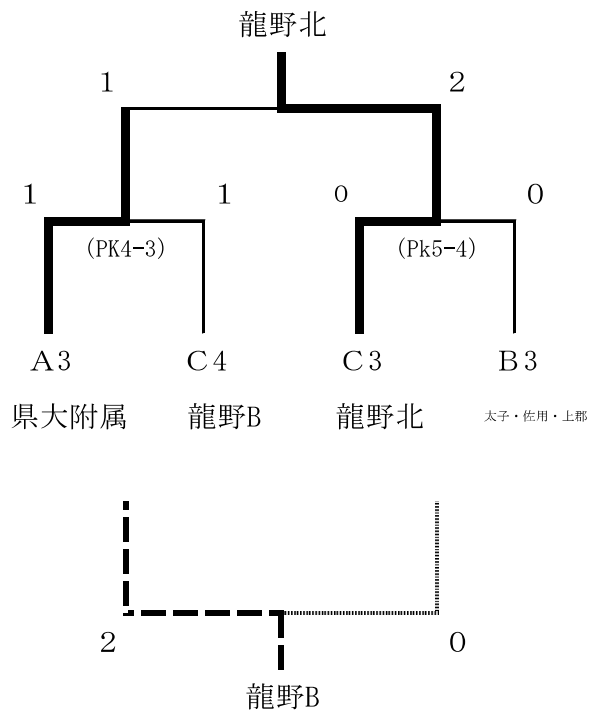 龍野北
1 2
1 1 0 0
(PK4-3) (Pk5-4)
A3 C4 C3 B3
県大附属 龍野B 龍野北 太子・佐用・上郡
2 0
龍野B